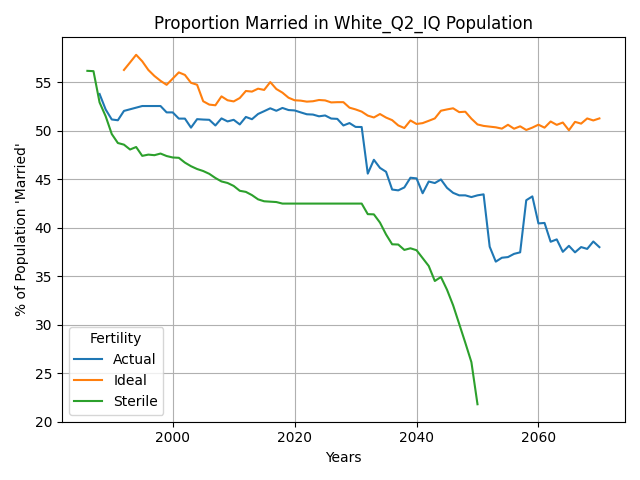 Proportion Married in White_Q2_IQ Population
% of Population 'Married'
55
50
45
40
35
30
25
20
Fertility
Actual
Ideal
Sterile
2000 2020 2040 2060
Years